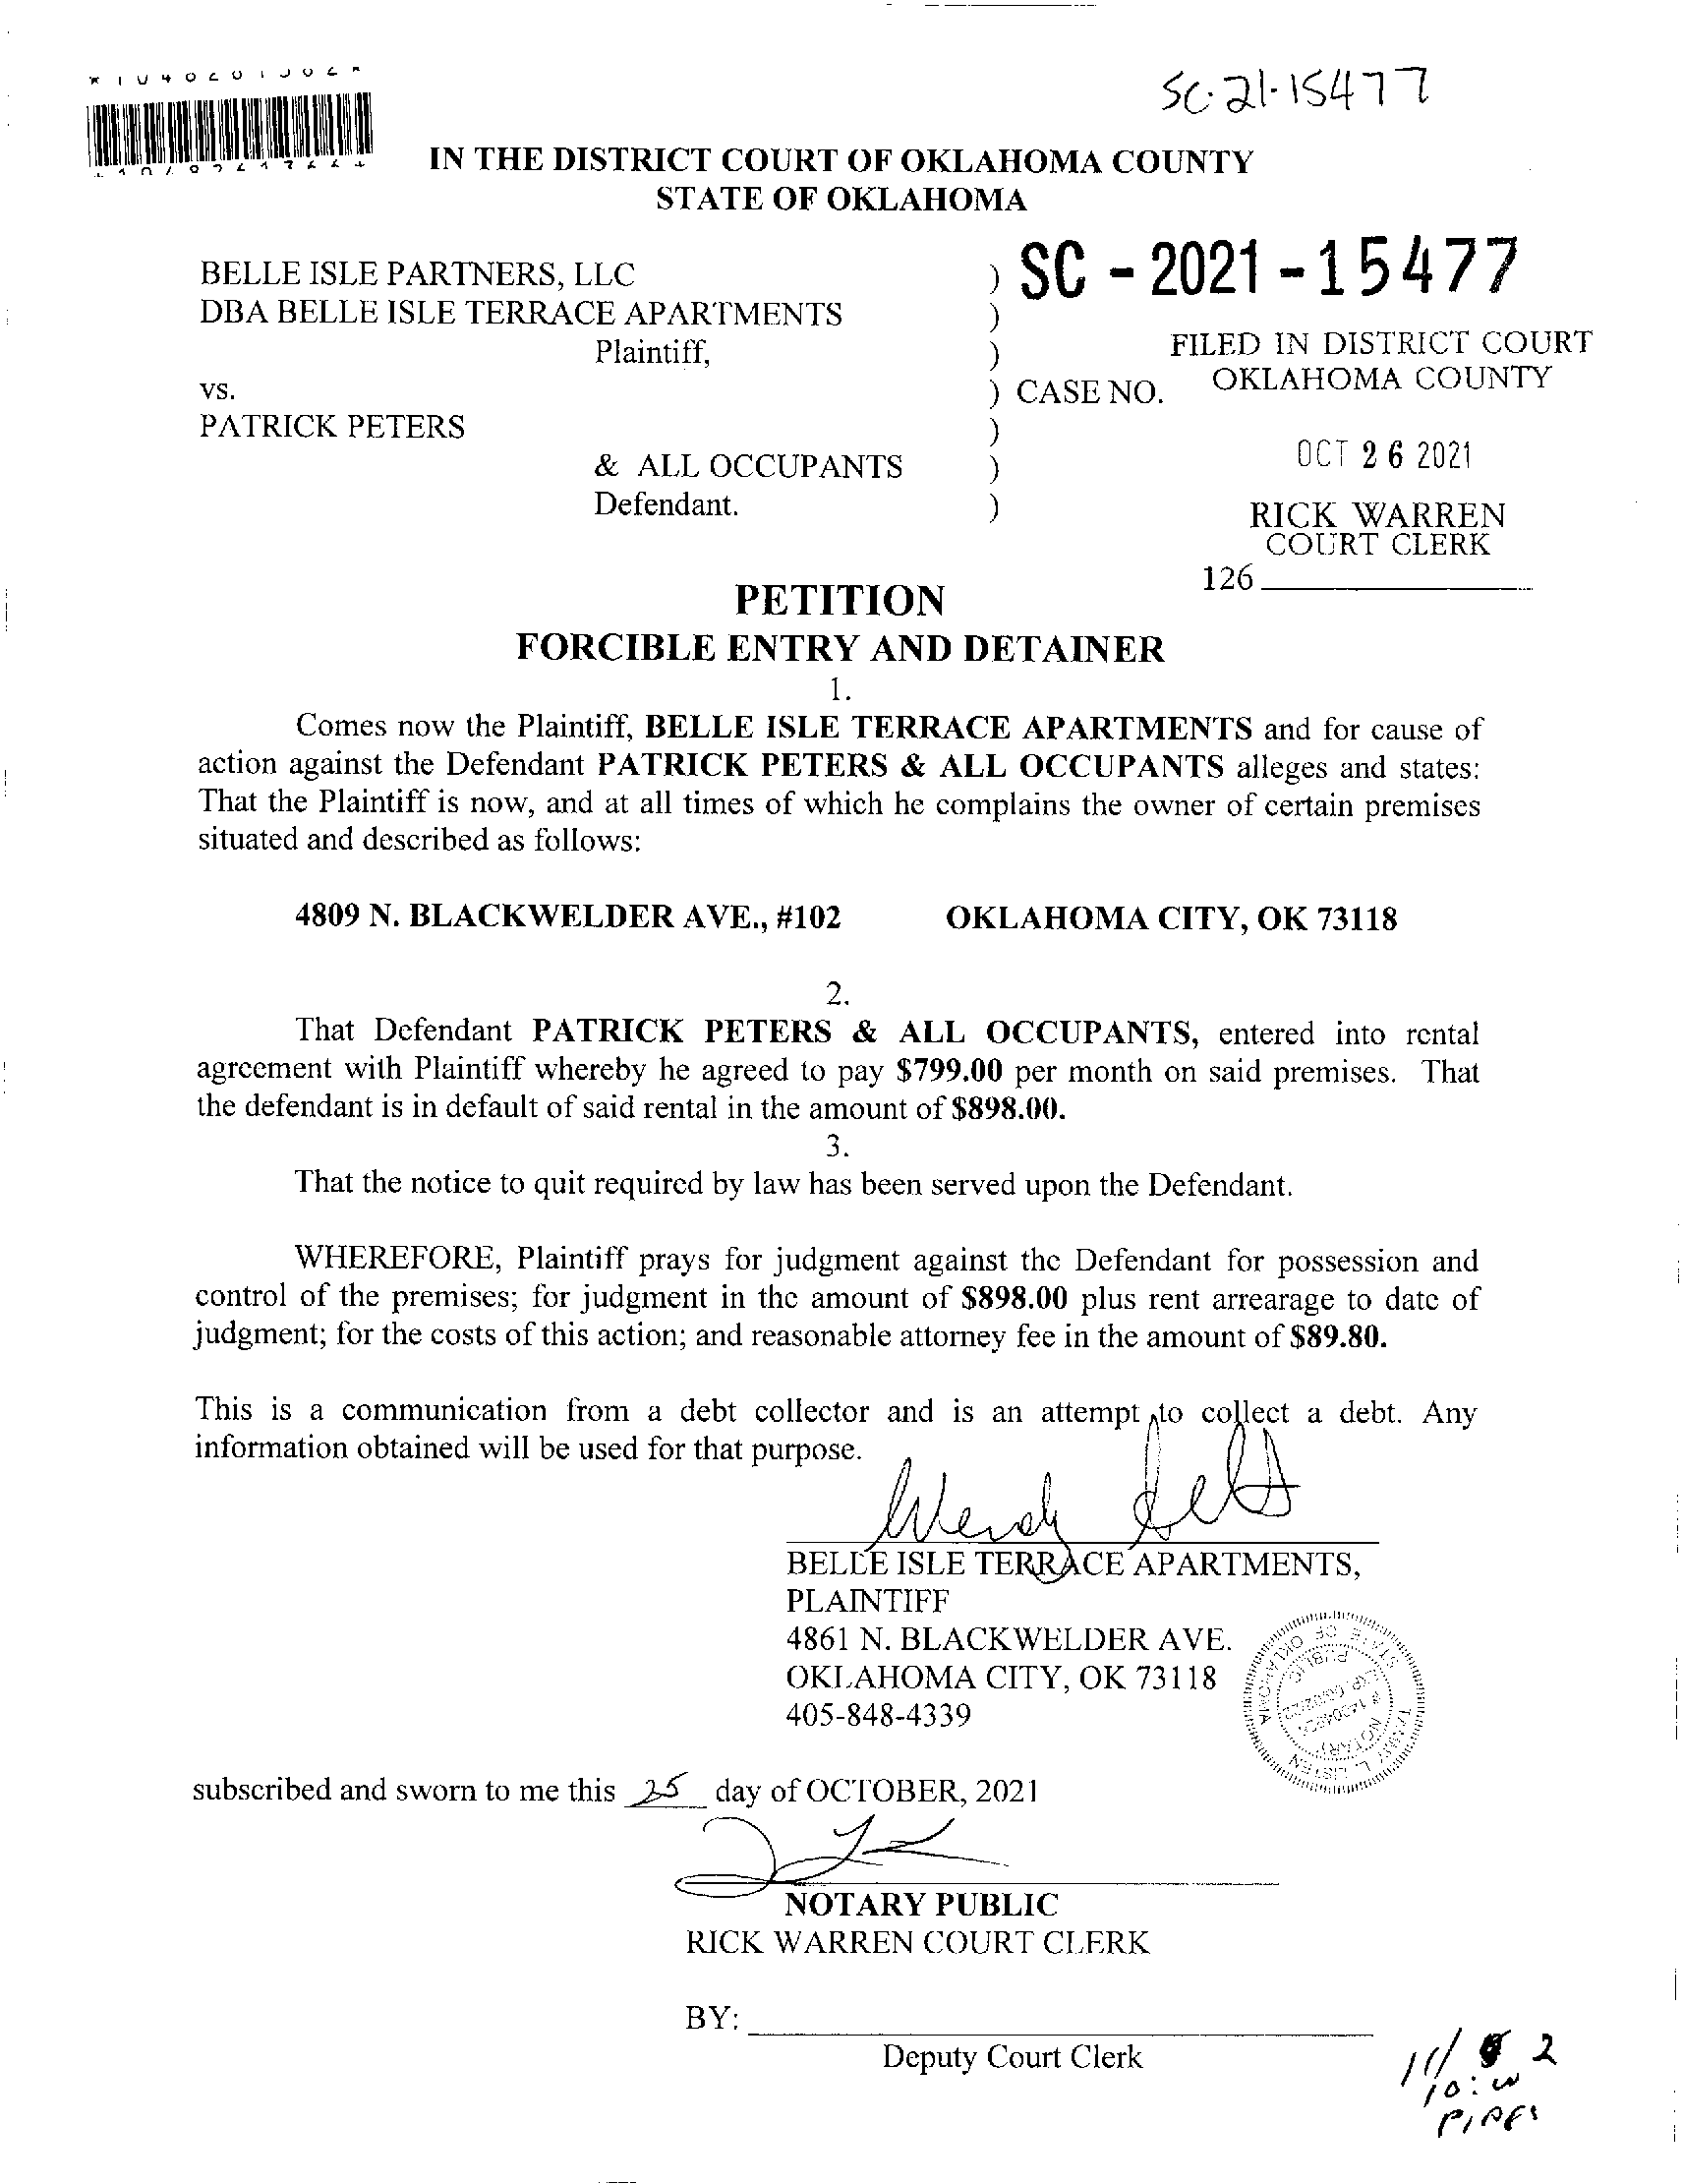 SC-21-15477
IN THE DISTRICT COURT OF OKLAHOMA COUNTY
STATE OF OKLAHOMA
BELLE ISLE PARTNERS, LLC ) SC - 2021 - 15477
DBA BELLE ISLE TERRACE APARTMENTS )
Plaintiff, ) FILED IN DISTRICT COURT
vs. ) CASE NO. OKLAHOMA COUNTY
PATRICK PETERS )
& ALL OCCUPANTS ) OCT 26 2021
Defendant. )
RICK WARREN
COURT CLERK
126
PETITION
FORCIBLE ENTRY AND DETAINER
1.
Comes now the Plaintiff, BELLE ISLE TERRACE APARTMENTS and for cause of
action against the Defendant PATRICK PETERS & ALL OCCUPANTS alleges and states:
That the Plaintiff is now, and at all times of which he complains the owner of certain premises
situated and described as follows:
4809 N. BLACKWELDER AVE., #102 OKLAHOMA CITY, OK 73118
2.
That Defendant PATRICK PETERS & ALL OCCUPANTS, entered into rental
agreement with Plaintiff whereby he agreed to pay $799.00 per month on said premises. That
the defendant is in default of said rental in the amount of $898.00.
3.
That the notice to quit required by law has been served upon the Defendant.
WHEREFORE, Plaintiff prays for judgment against the Defendant for possession and
control of the premises; for judgment in the amount of $898.00 plus rent arrearage to date of
judgment; for the costs of this action; and reasonable attorney fee in the amount of $89.80.
This is a communication from a debt collector and is an attempt to collect a debt. Any
information obtained will be used for that purpose.
BELLE ISLE TERRACE APARTMENTS,
PLAINTIFF
4861 N. BLACKWELDER AVE.
OKLAHOMA CITY, OK 73118
405-848-4339
STATE OF OKLAHOMA
NOTARY PUBLIC
subscribed and sworn to me this 25 day of OCTOBER, 2021
NOTARY PUBLIC
RICK WARREN COURT CLERK
BY:
Deputy Court Clerk